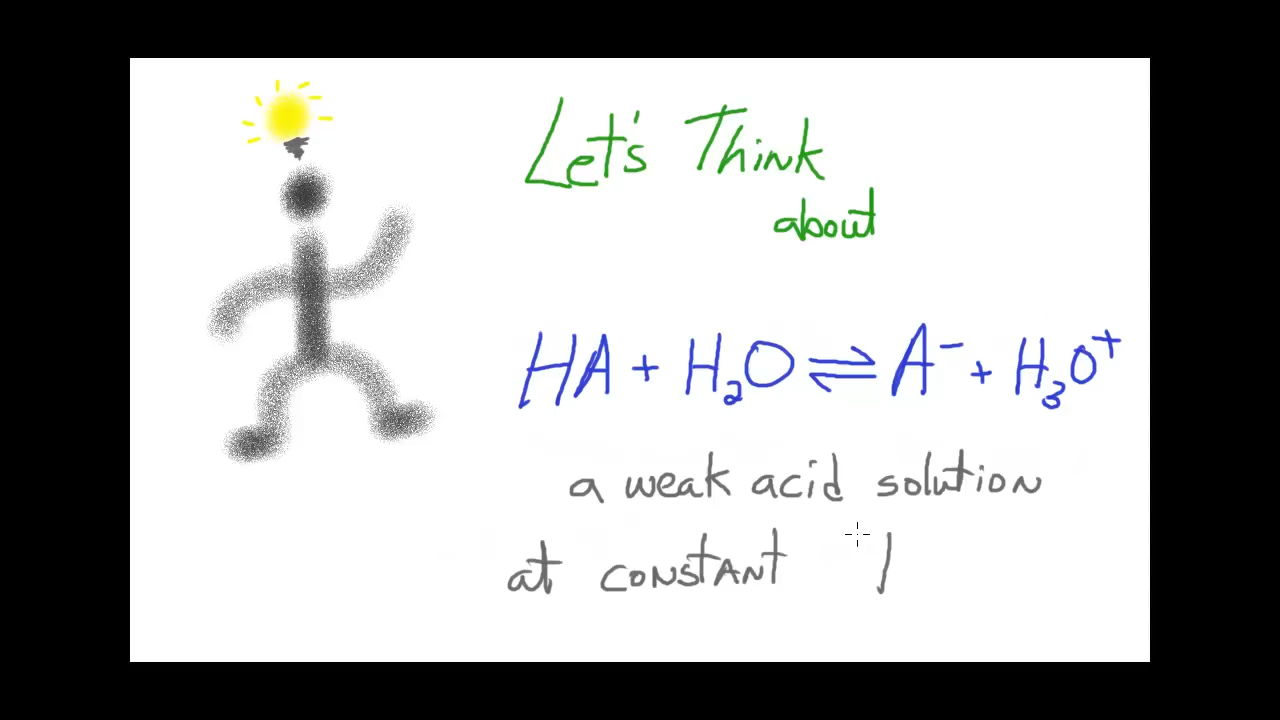 Let's Think
about
HA + H₂O ⇌ A⁻ + H₃O⁺
a weak acid solution
at constant